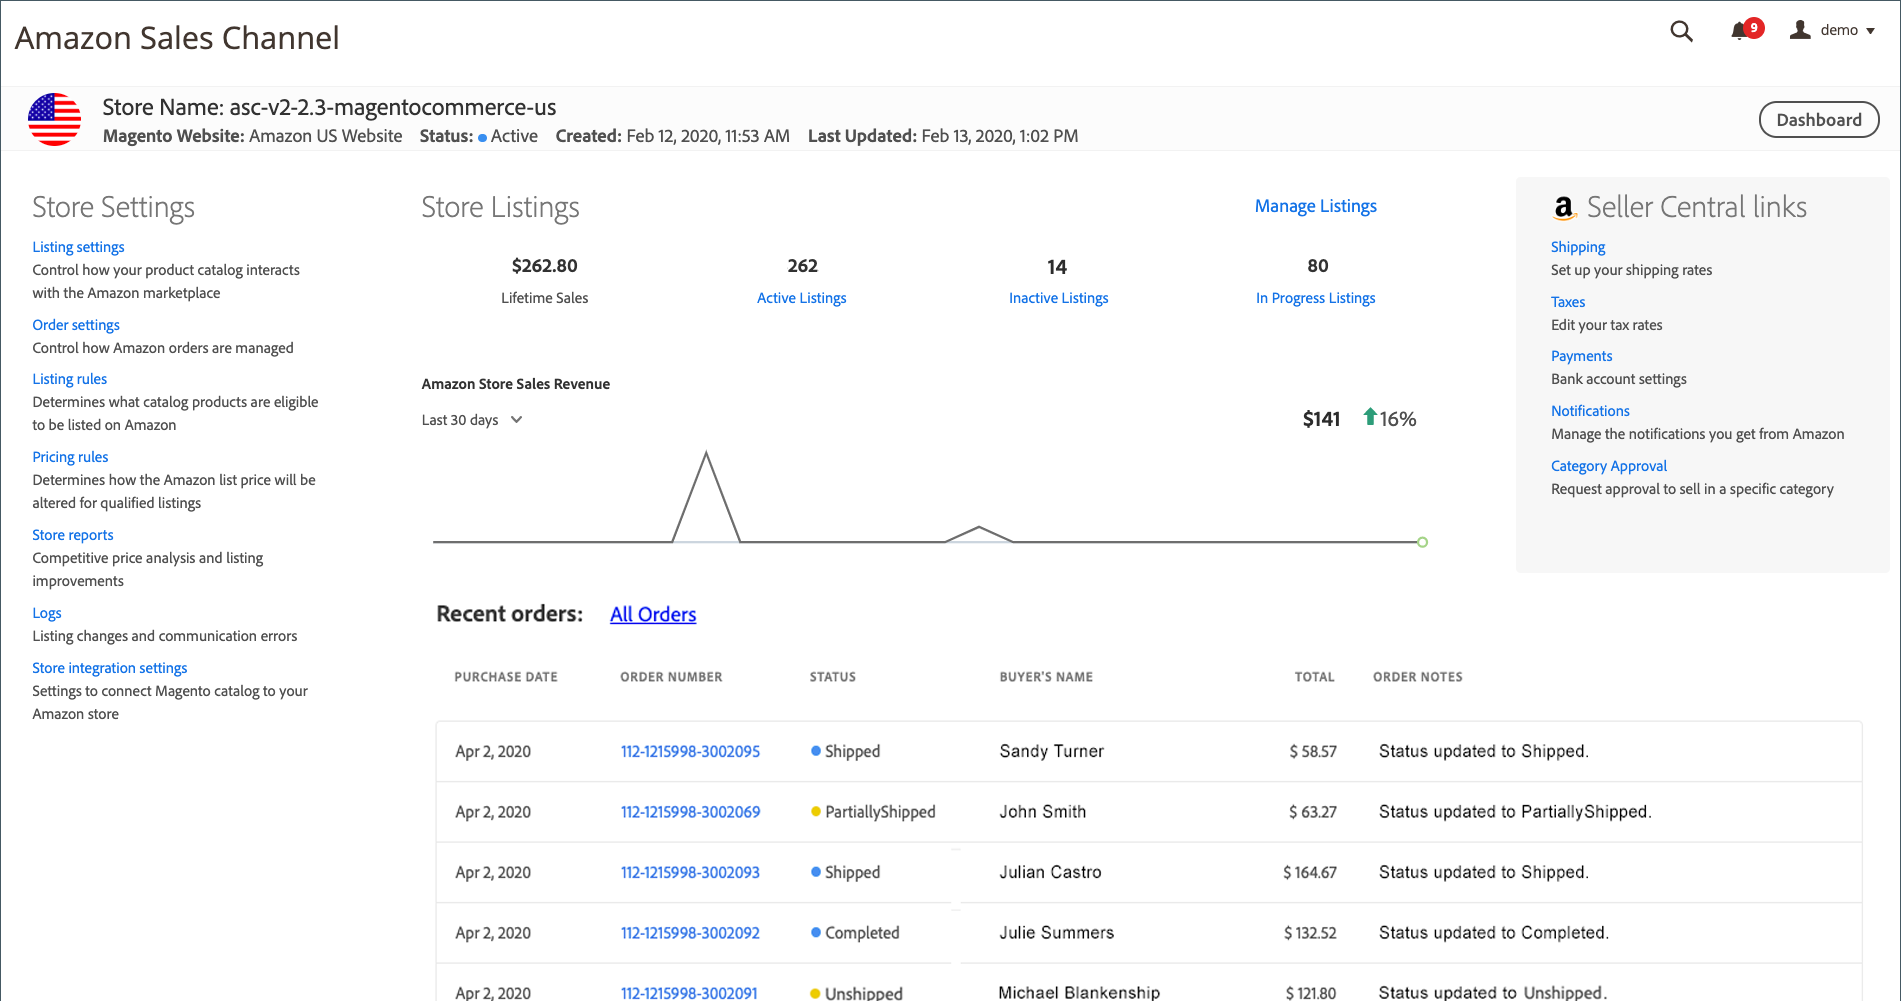 Amazon Sales Channel
9
demo
Store Name: asc-v2-2.3-magentocommerce-us
Magento Website: Amazon US Website Status: Active Created: Feb 12, 2020, 11:53 AM Last Updated: Feb 13, 2020, 1:02 PM
Dashboard
Store Settings
Listing settings
Control how your product catalog interacts
with the Amazon marketplace
Order settings
Control how Amazon orders are managed
Listing rules
Determines what catalog products are eligible
to be listed on Amazon
Pricing rules
Determines how the Amazon list price will be
altered for qualified listings
Store reports
Competitive price analysis and listing
improvements
Logs
Listing changes and communication errors
Store integration settings
Settings to connect Magento catalog to your
Amazon store
Store Listings
Manage Listings
$262.80 262 14 80
Lifetime Sales Active Listings Inactive Listings In Progress Listings
Amazon Store Sales Revenue
Last 30 days
$141 16%
a Seller Central links
Shipping
Set up your shipping rates
Taxes
Edit your tax rates
Payments
Bank account settings
Notifications
Manage the notifications you get from Amazon
Category Approval
Request approval to sell in a specific category
Recent orders: All Orders
PURCHASE DATE ORDER NUMBER STATUS BUYER'S NAME TOTAL ORDER NOTES
Apr 2, 2020 112-1215998-3002095 Shipped Sandy Turner $ 58.57 Status updated to Shipped.
Apr 2, 2020 112-1215998-3002069 PartiallyShipped John Smith $ 63.27 Status updated to PartiallyShipped.
Apr 2, 2020 112-1215998-3002093 Shipped Julian Castro $ 164.67 Status updated to Shipped.
Apr 2, 2020 112-1215998-3002092 Completed Julie Summers $ 132.52 Status updated to Completed.
Apr 2, 2020 112-1215998-3002091 Unshipped Michael Blankenship $ 121.80 Status updated to Unshipped.